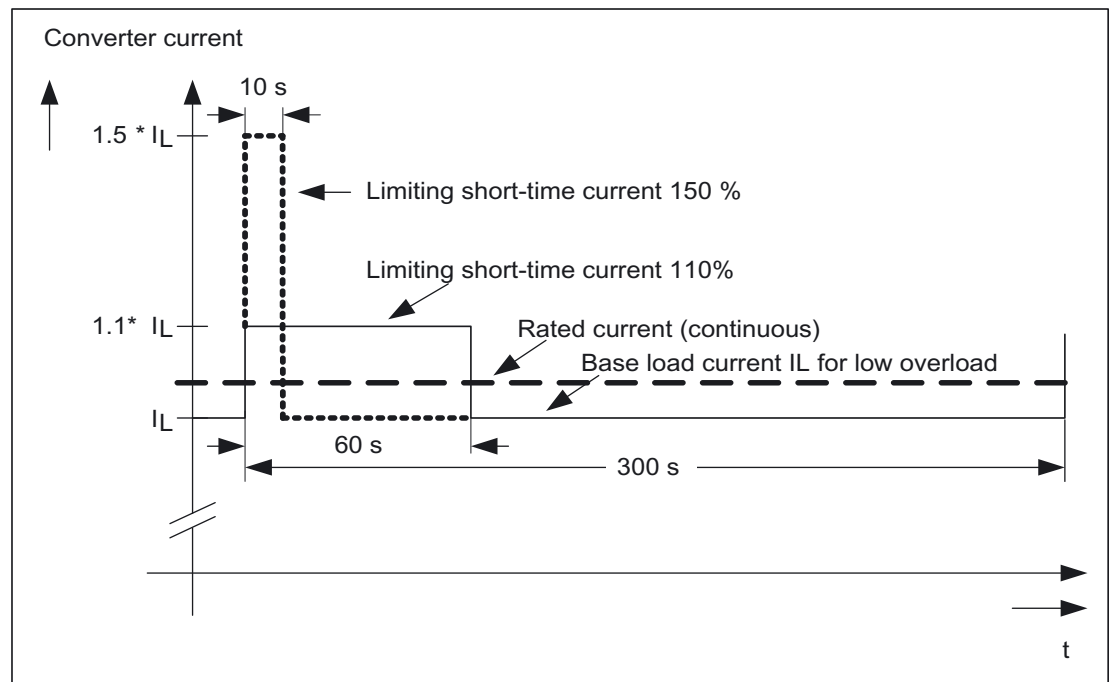 Converter current
10 s
1.5 * IL
Limiting short-time current 150 %
Limiting short-time current 110%
1.1* IL
Rated current (continuous)
Base load current IL for low overload
IL
60 s
300 s
t